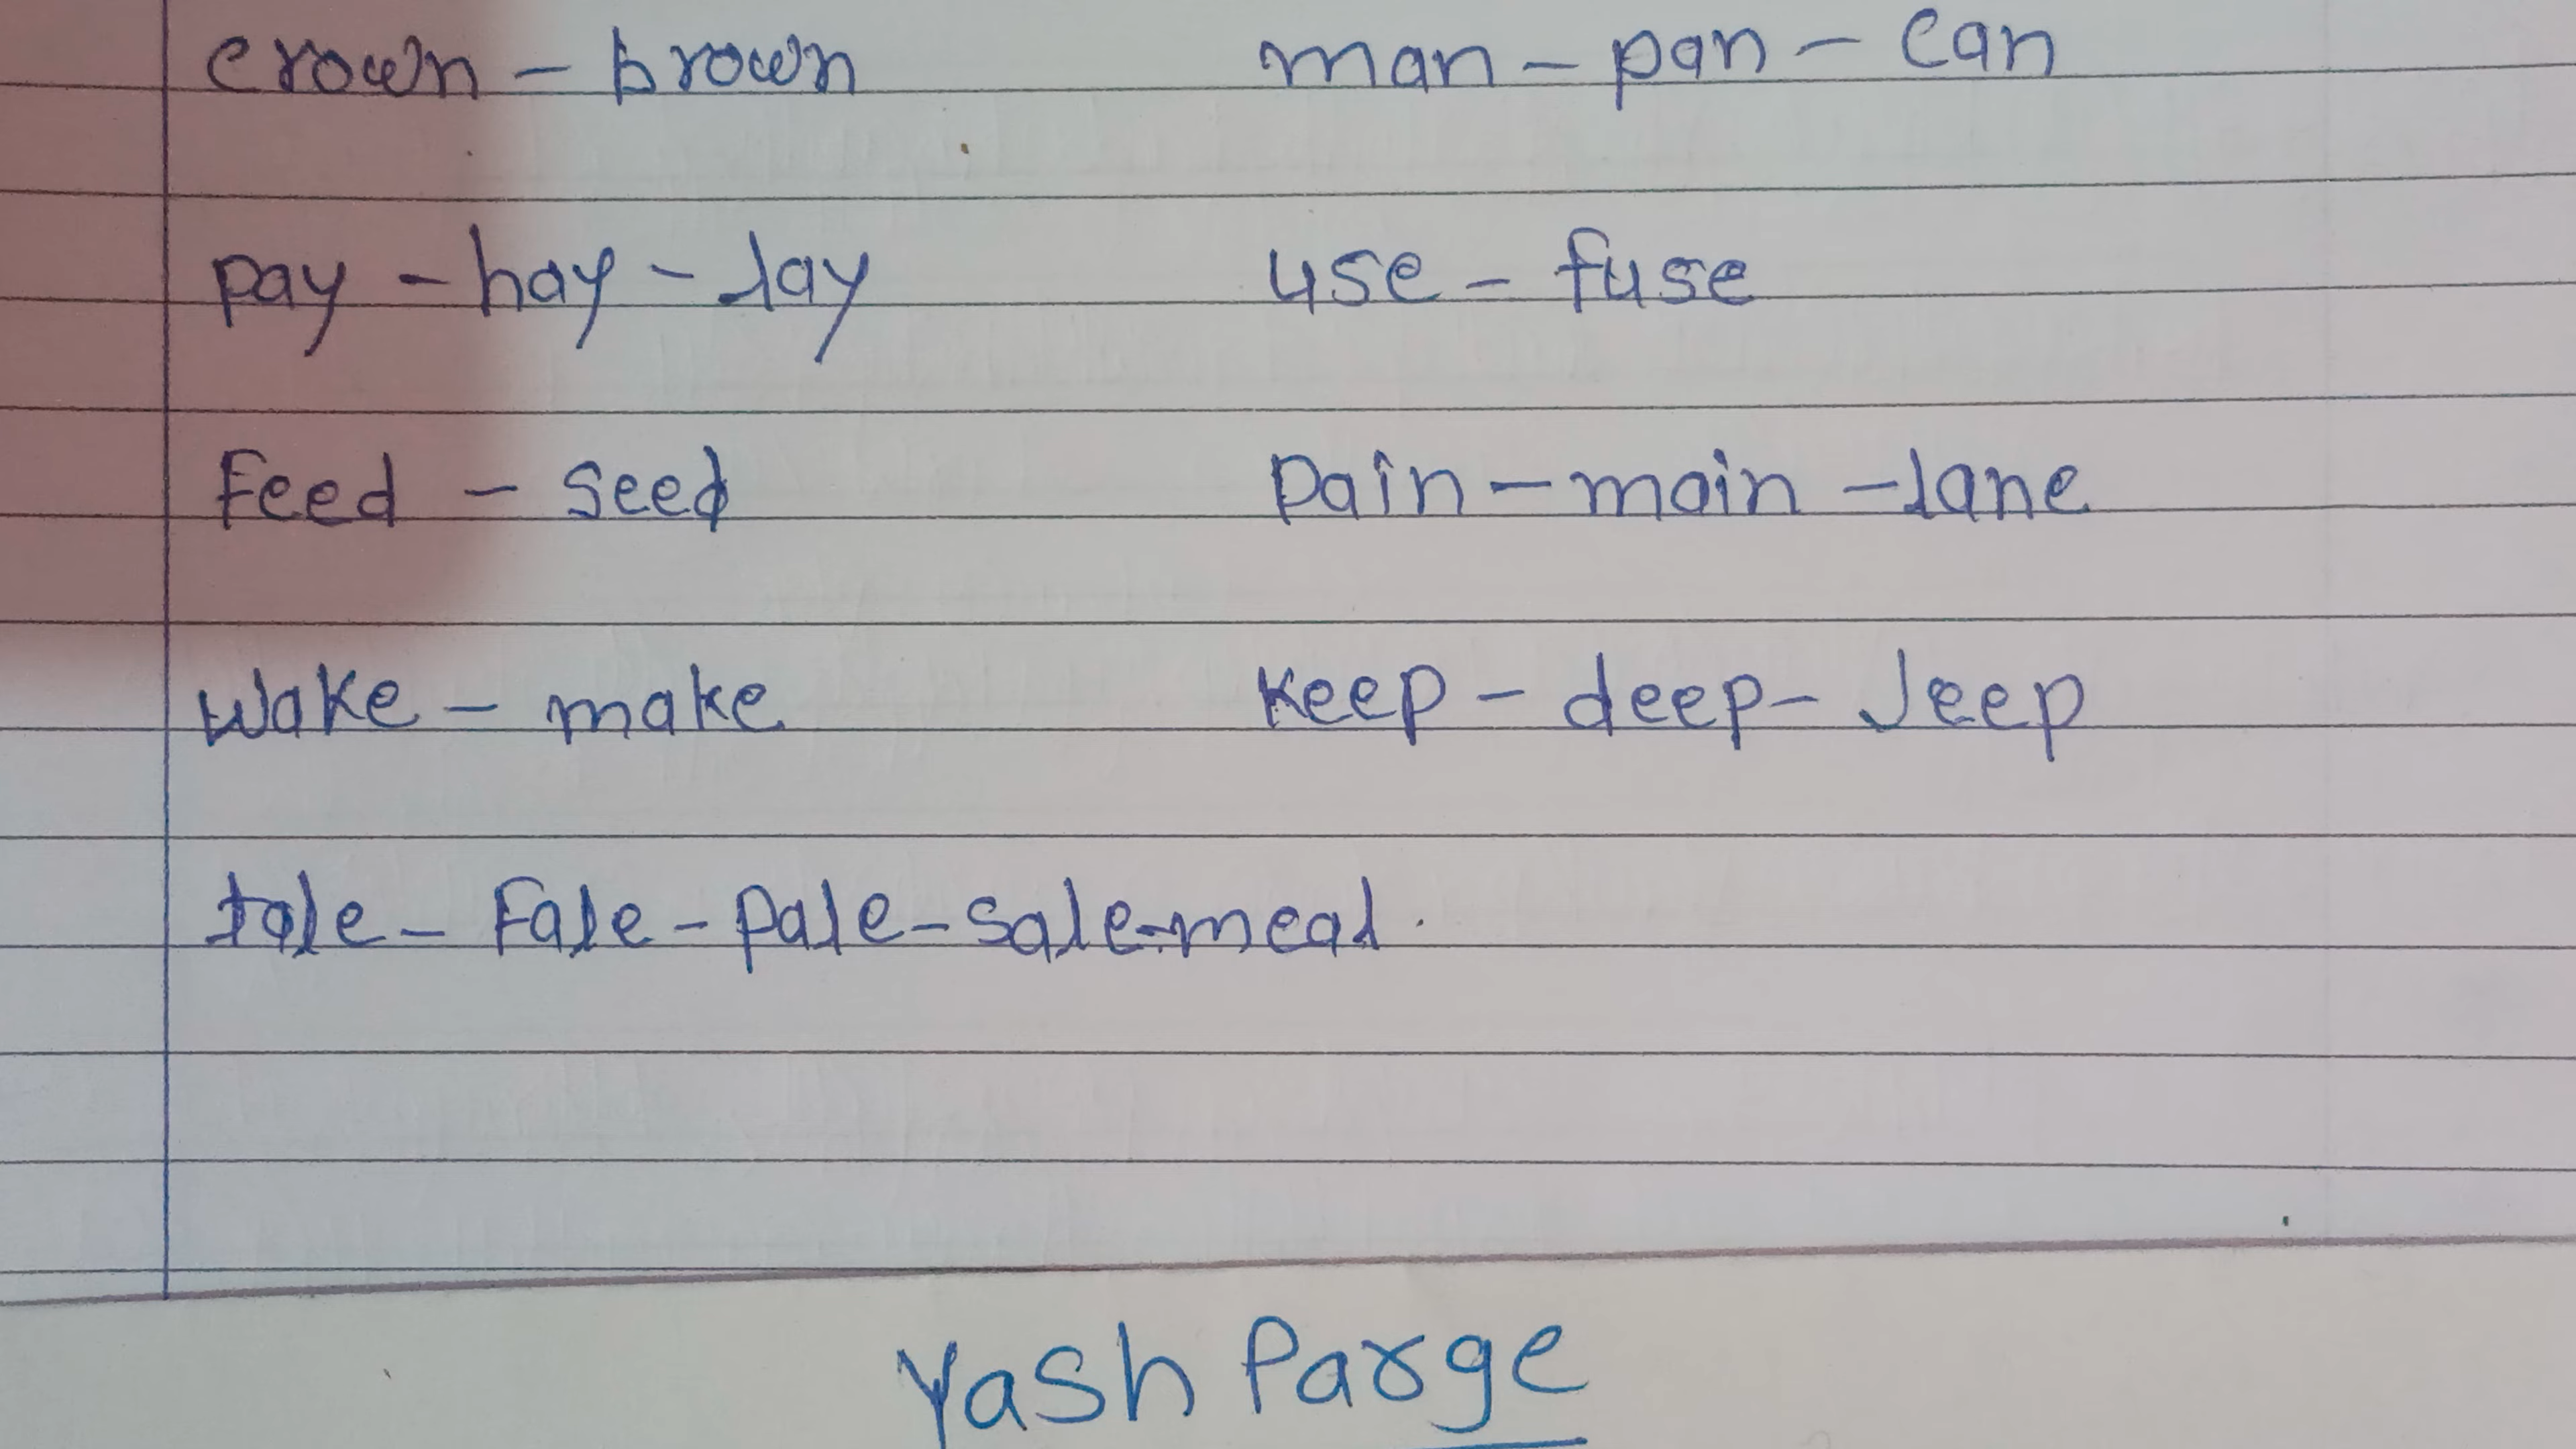 crown - brown man - pan - can
pay - hay - lay use - fuse
Feed - seed pain - main - lane
wake - make keep - deep - Jeep
tale - Fale - pale - sale - meal.
Yash Parge